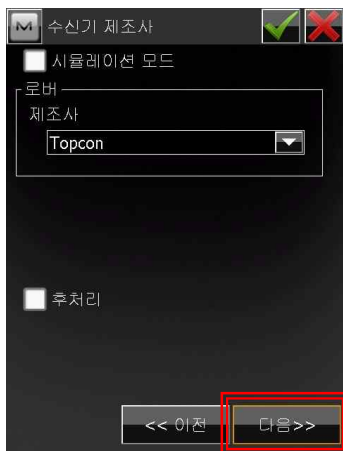 수신기 제조사
시율레이션 모드
로버
제조사
Topcon
후처리
<< 이전
다음>>